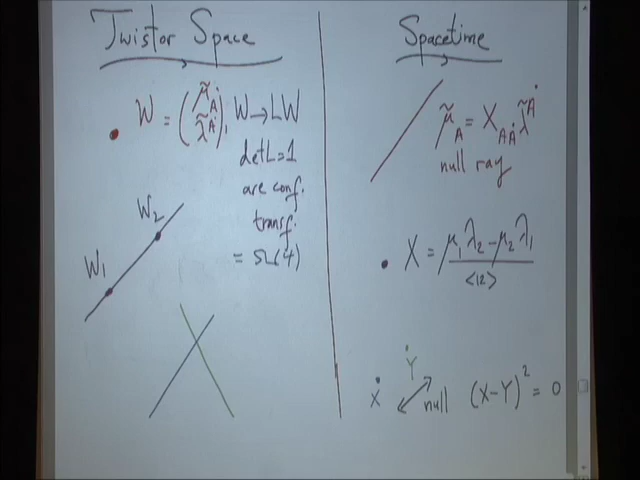 Twistor Space
W = (μ̃_A λ̃^Ȧ), W→LW
detL=1
are conf.
transf.
= SL(4)
W₂
W₁
Spacetime
μ̃_A = X_AȦ λ̃^Ȧ
null ray
X = μ₁λ₂ - μ₂λ₁
<12>
X Y
null (X-Y)² = 0